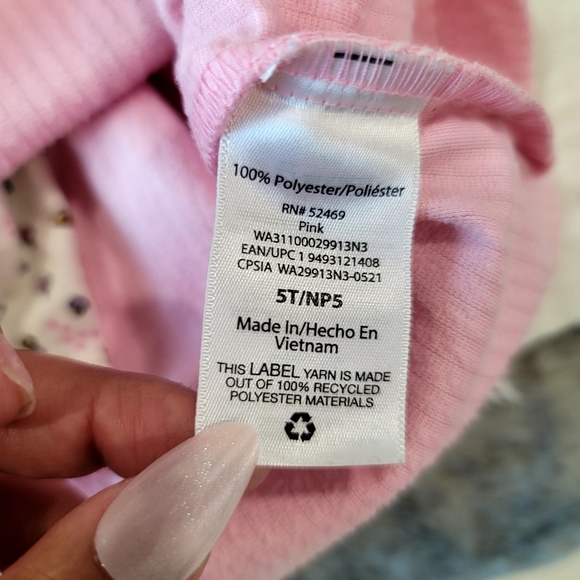 100% Polyester/Poliéster
RN# 52469
Pink
WA31100029913N3
EAN/UPC 1 9493121408
CPSIA WA29913N3-0521
5T/NP5
Made In/Hecho En
Vietnam
THIS LABEL YARN IS MADE
OUT OF 100% RECYCLED
POLYESTER MATERIALS